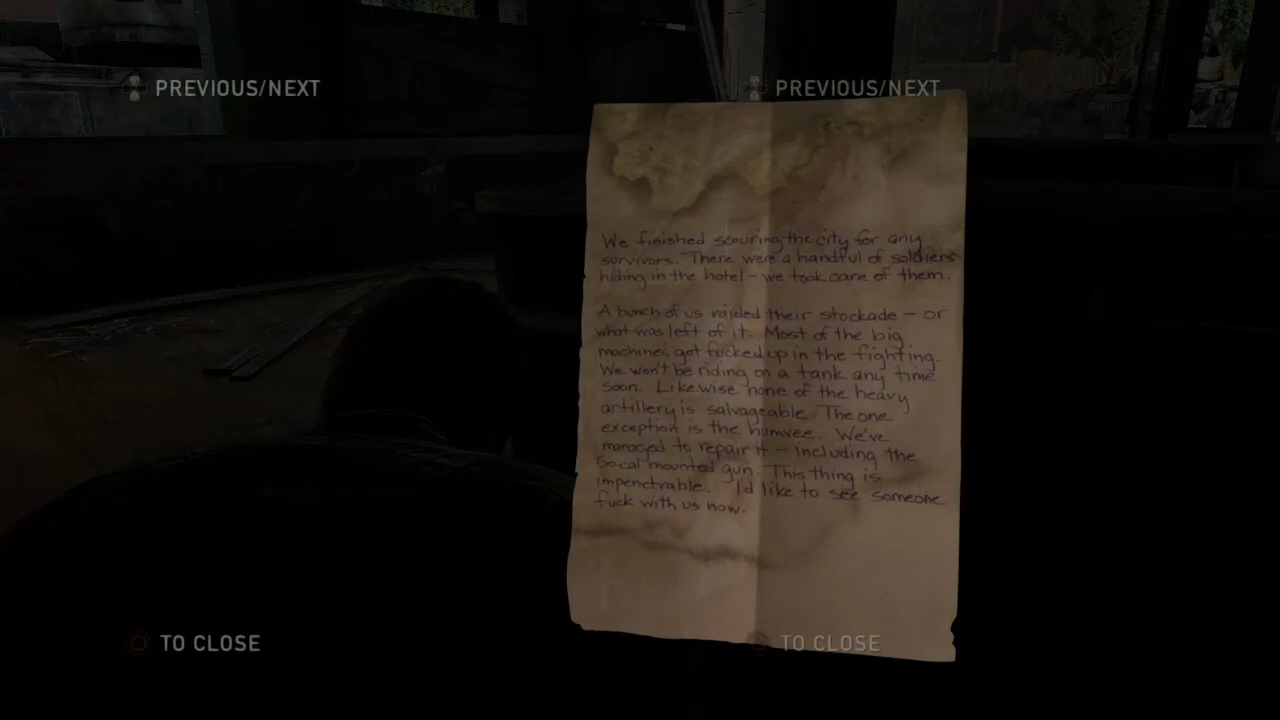 PREVIOUS/NEXT
PREVIOUS/NEXT
We finished scouring the city for any
survivors. There were a handful of soldiers
hiding in the hotel - we took care of them.
A bunch of us raided their stockade - or
what was left of it. Most of the big
machines got fucked up in the fighting.
We won't be riding on a tank any time
soon. Likewise none of the heavy
artillery is salvageable. The one
exception is the humvee. We've
managed to repair it - including the
50cal mounted gun. This thing is
impenetrable. I'd like to see someone
fuck with us now.
TO CLOSE
TO CLOSE